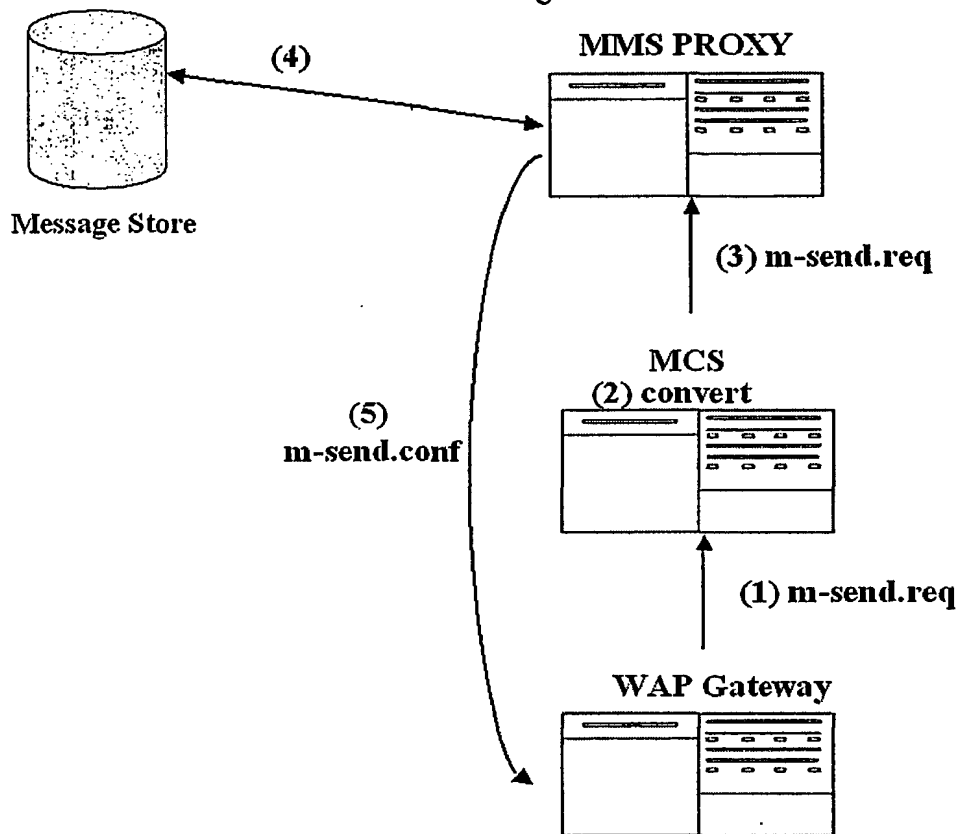 (4)
MMS PROXY
Message Store
(3) m-send.req
MCS
(2) convert
(5)
m-send.conf
(1) m-send.req
WAP Gateway